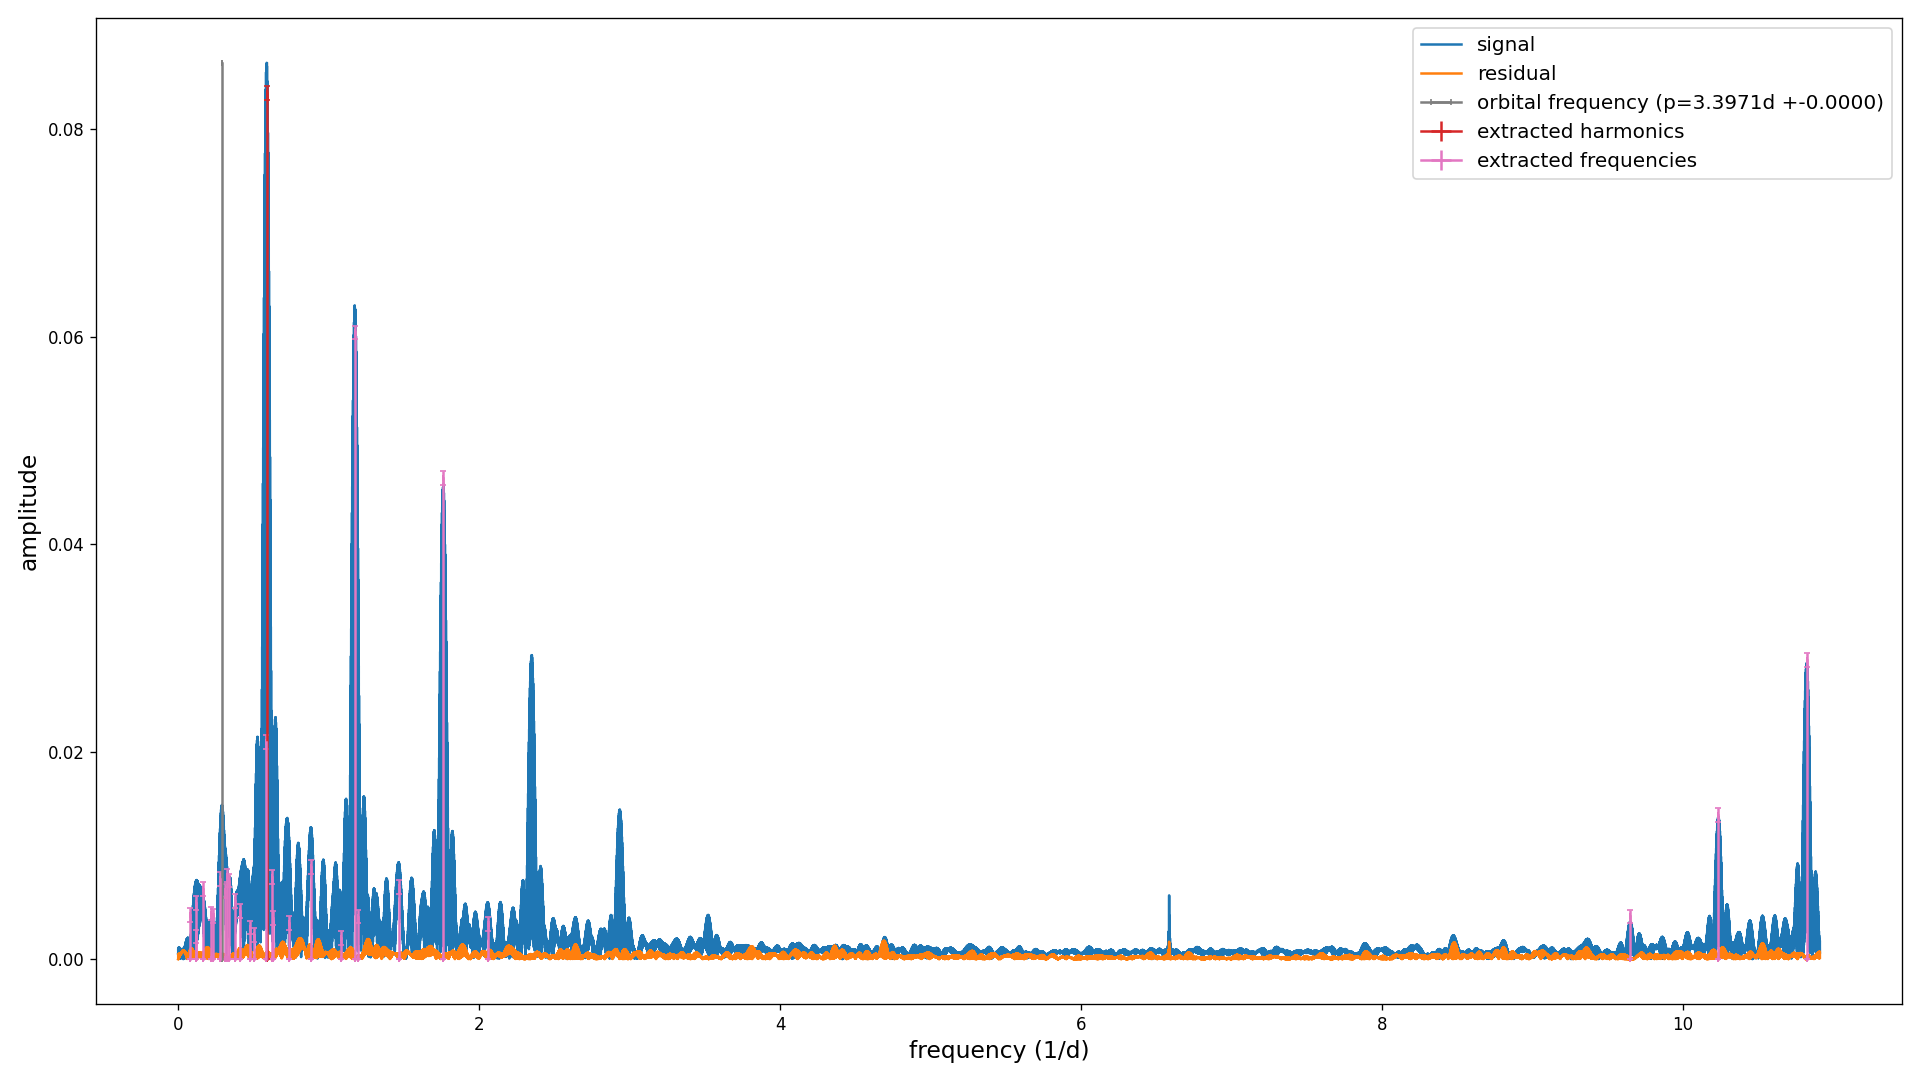 signal
residual
orbital frequency (p=3.3971d +-0.0000)
extracted harmonics
extracted frequencies
0.08
0.06
0.04
0.02
0.00
amplitude
0 2 4 6 8 10
frequency (1/d)